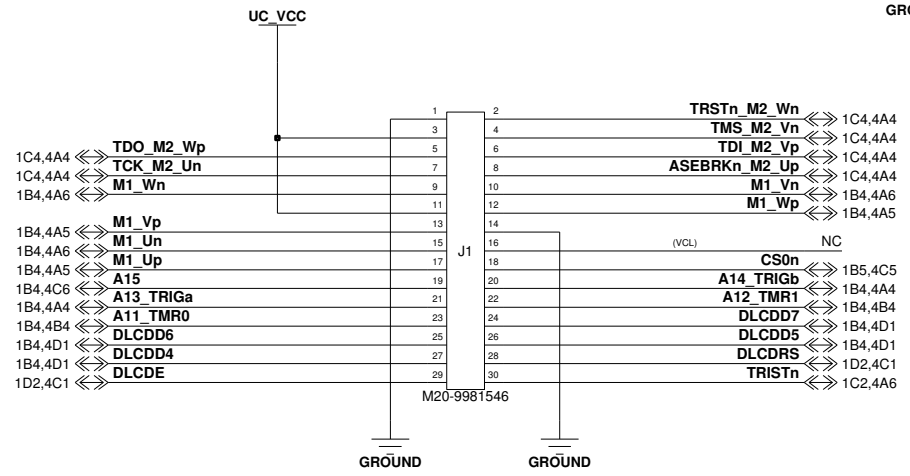 GRO
UC_VCC
1 2 TRSTn_M2_Wn 1C4,4A4
3 4 TMS_M2_Vn 1C4,4A4
1C4,4A4 TDO_M2_Wp 5 6 TDI_M2_Vp 1C4,4A4
1C4,4A4 TCK_M2_Un 7 8 ASEBRKn_M2_Up 1C4,4A4
1B4,4A6 M1_Wn 9 10 M1_Vn 1B4,4A6
11 12 M1_Wp 1B4,4A5
1B4,4A5 M1_Vp 13 14
1B4,4A6 M1_Un 15 J1 16 (VCL) NC
1B4,4A5 M1_Up 17 18 CS0n 1B5,4C5
1B4,4C6 A15 19 20 A14_TRIGb 1B4,4A4
1B4,4A4 A13_TRIGa 21 22 A12_TMR1 1B4,4B4
1B4,4B4 A11_TMR0 23 24 DLCDD7 1B4,4D1
1B4,4D1 DLCDD6 25 26 DLCDD5 1B4,4D1
1B4,4D1 DLCDD4 27 28 DLCDRS 1D2,4C1
1D2,4C1 DLCDE 29 30 TRISTn 1C2,4A6
M20-9981546
GROUND GROUND